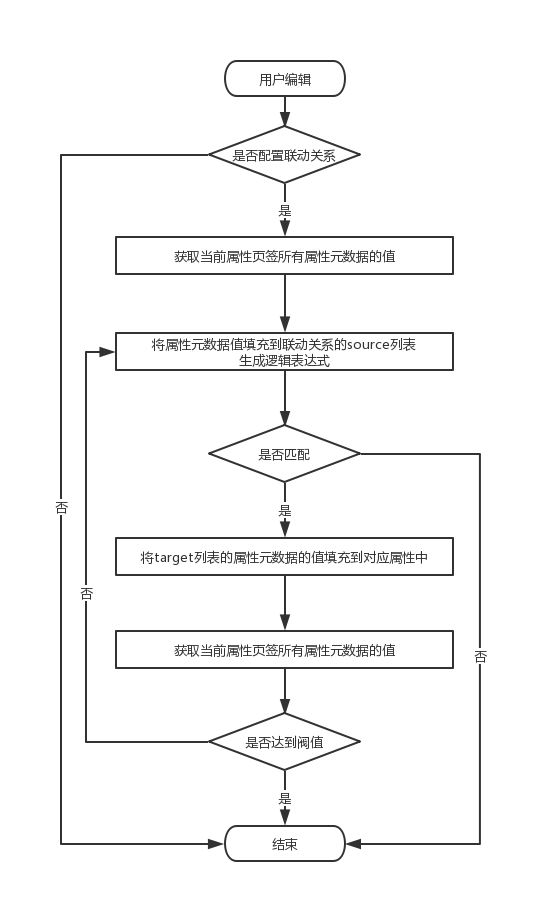 用户编辑
是否配置联动关系
是
获取当前属性页签所有属性元数据的值
将属性元数据值填充到联动关系的source列表
生成逻辑表达式
是否匹配
否
是
将target列表的属性元数据的值填充到对应属性中
否
获取当前属性页签所有属性元数据的值
否
是否达到阀值
是
结束